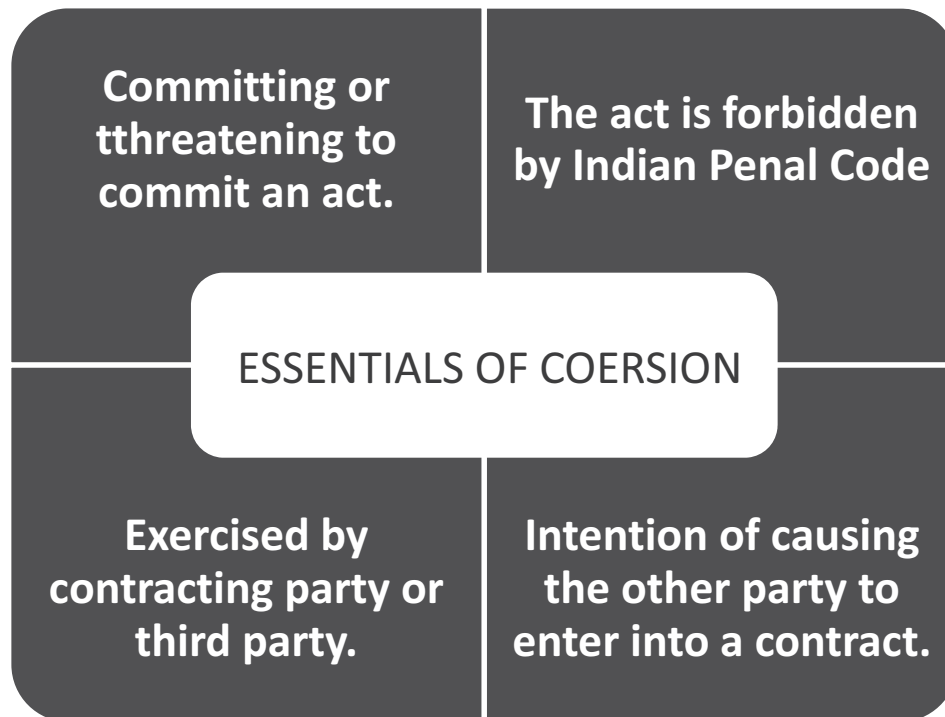 Committing or
tthreatening to
commit an act.
The act is forbidden
by Indian Penal Code
ESSENTIALS OF COERSION
Exercised by
contracting party or
third party.
Intention of causing
the other party to
enter into a contract.